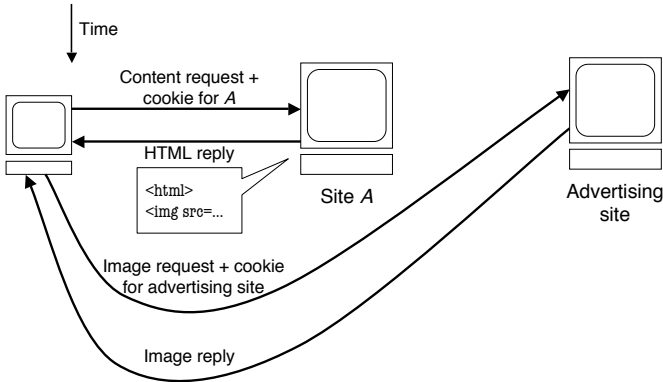 Time
Content request +
cookie for A
HTML reply
<html>
<img src=...
Site A
Advertising
site
Image request + cookie
for advertising site
Image reply